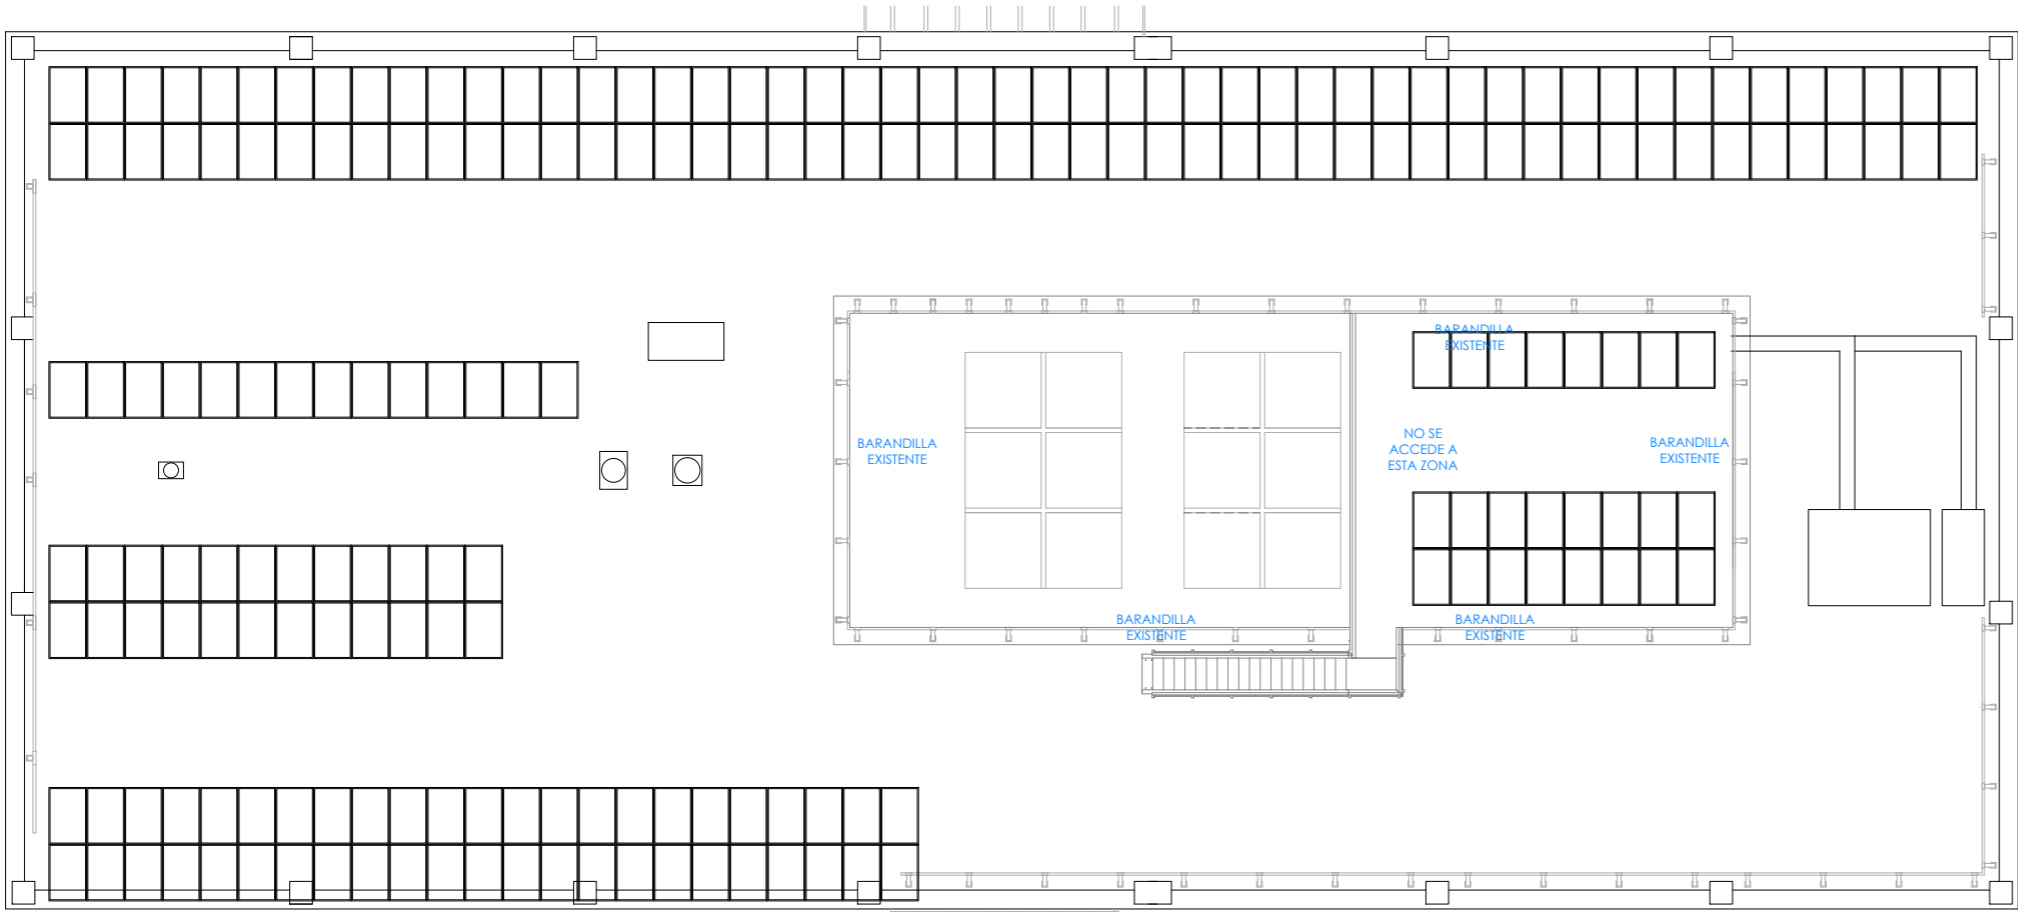 BARANDILLA
EXISTENTE
BARANDILLA
EXISTENTE
NO SE
ACCEDE A
ESTA ZONA
BARANDILLA
EXISTENTE
BARANDILLA
EXISTENTE
BARANDILLA
EXISTENTE